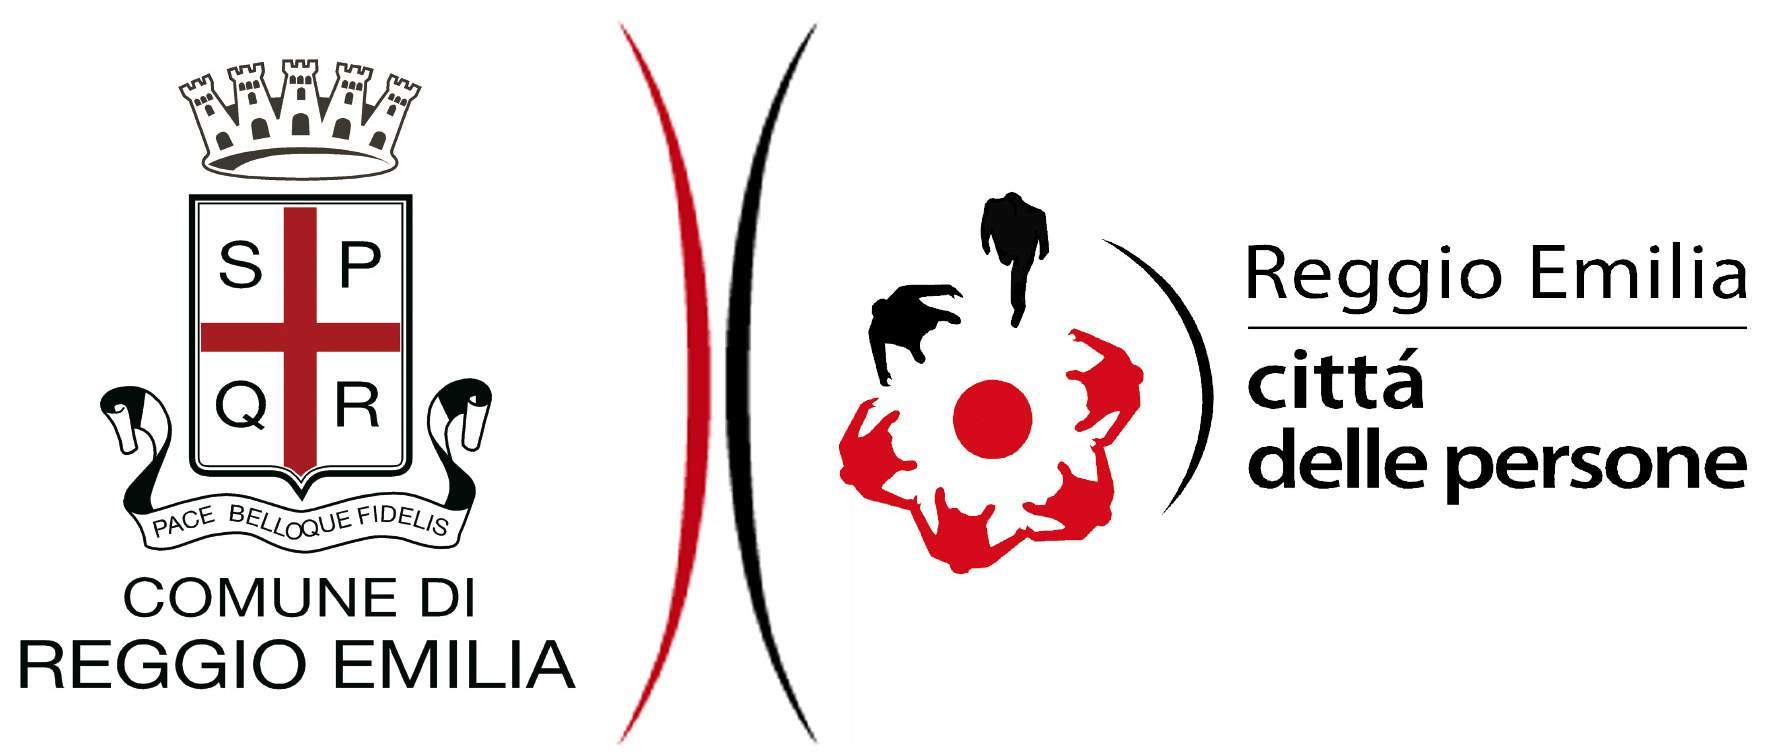 S P
Q R
PACE BELLOQUE FIDELIS
COMUNE DI
REGGIO EMILIA
Reggio Emilia
cittá
delle persone